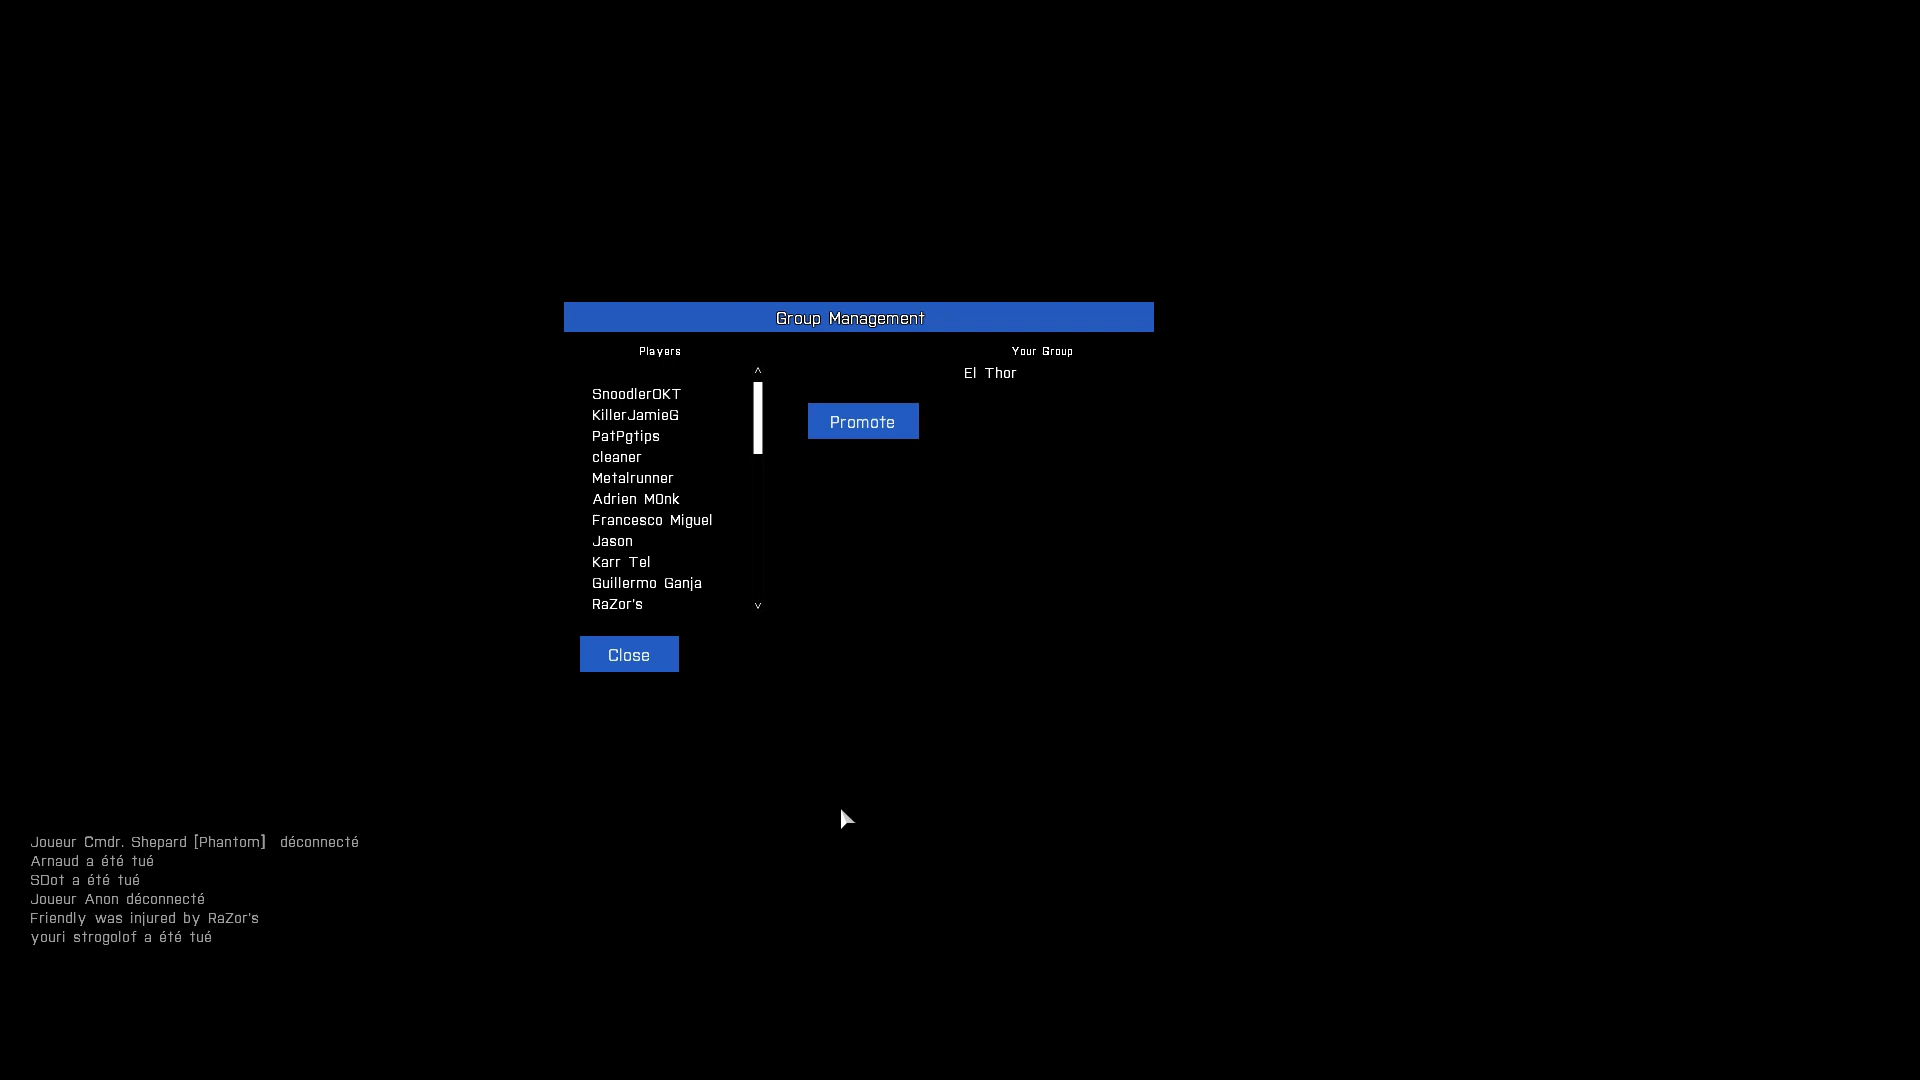 Group Management
Players
Your Group
El Thor
SnoodlerOKT
KillerJamieG
PatPgtips
cleaner
Metalrunner
Adrien M0nk
Francesco Miguel
Jason
Karr Tel
Guillermo Ganja
RaZor's
Promote
Close
Joueur Cmdr. Shepard [Phantom] déconnecté
Arnaud a été tué
SDot a été tué
Joueur Anon déconnecté
Friendly was injured by RaZor's
youri strogolof a été tué